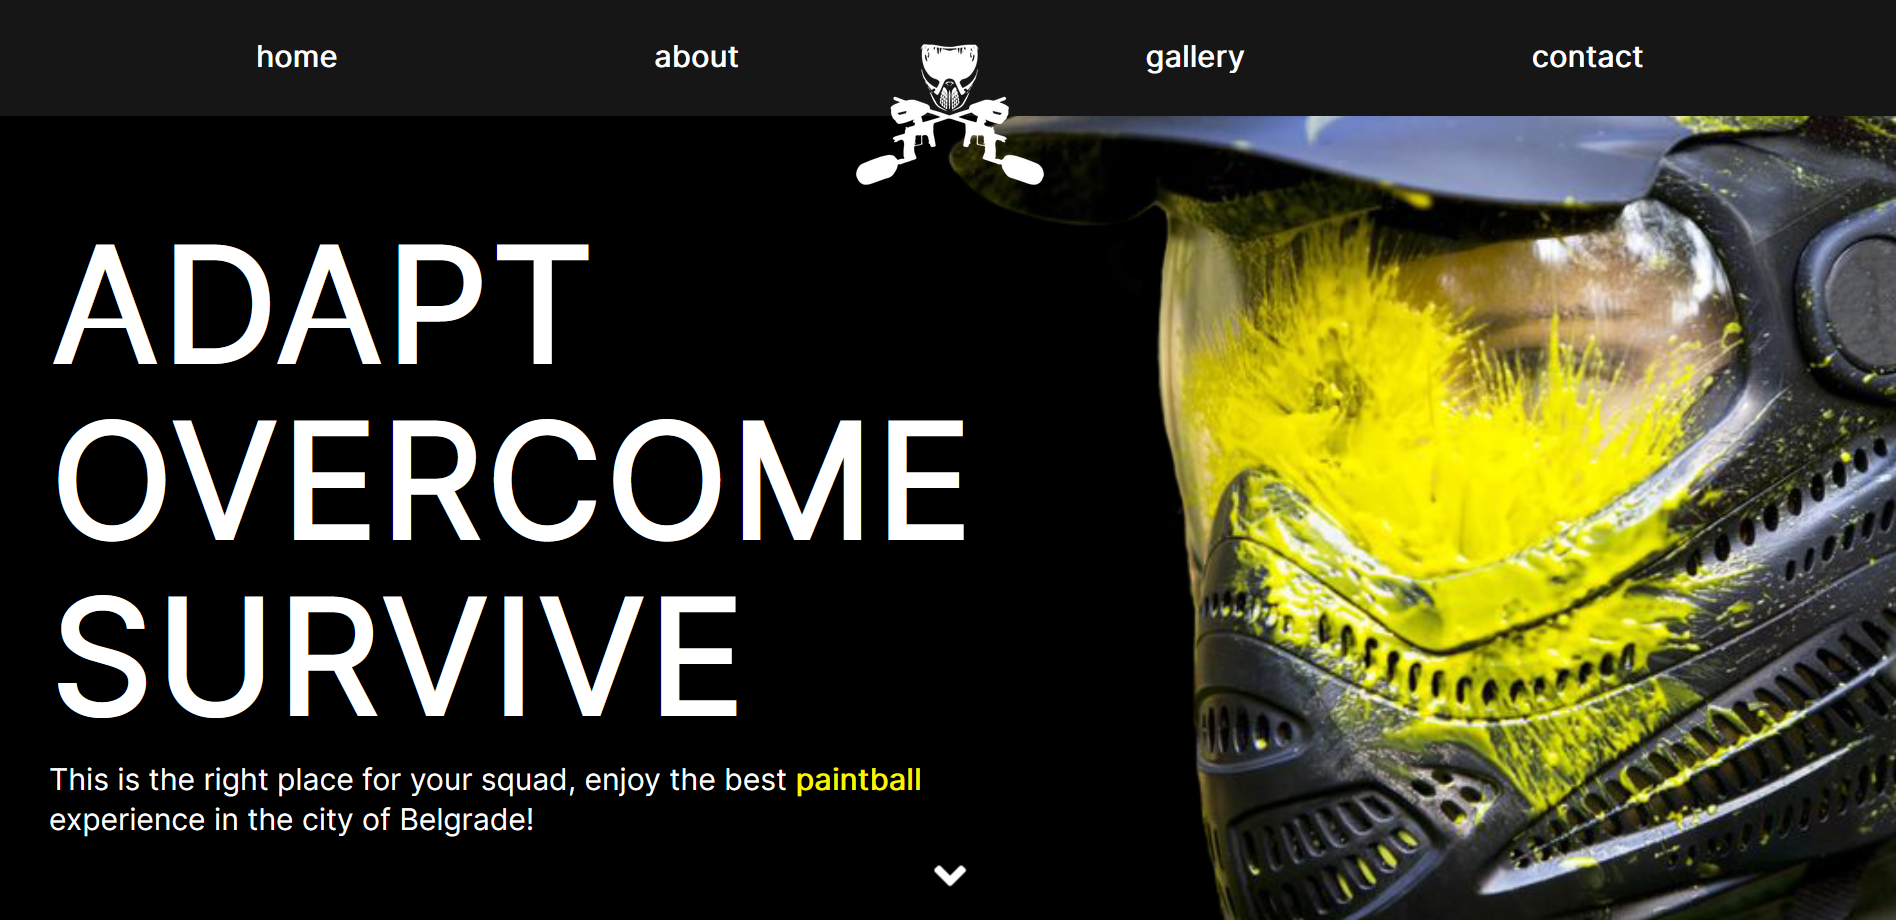 home about gallery contact
ADAPT
OVERCOME
SURVIVE
This is the right place for your squad, enjoy the best paintball
experience in the city of Belgrade!